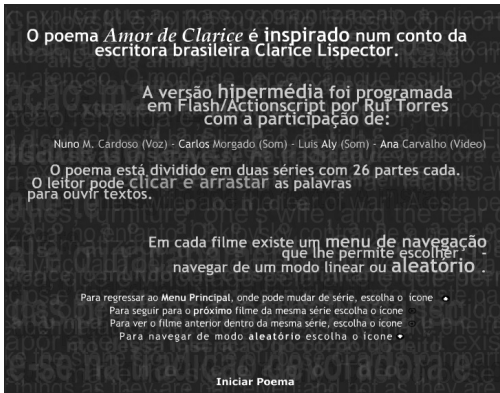 O poema Amor de Clarice é inspirado num conto da
escritora brasileira Clarice Lispector.
A versão hipermédia foi programada
em Flash/Actionscript por Rui Torres
com a participação de:
Nuno M. Cardoso (Voz) - Carlos Morgado (Som) - Luis Aly (Som) - Ana Carvalho (Vídeo)
O poema está dividido em duas séries com 26 partes cada.
O leitor pode clicar e arrastar as palavras
para ouvir textos.
Em cada filme existe um menu de navegação
que lhe permite escolher, -
navegar de um modo linear ou aleatório .
Para regressar ao Menu Principal, onde pode mudar de série, escolha o ícone
Para seguir para o próximo filme da mesma série escolha o ícone
Para ver o filme anterior dentro da mesma série, escolha o ícone
Para navegar de modo aleatório escolha o ícone
Iniciar Poema